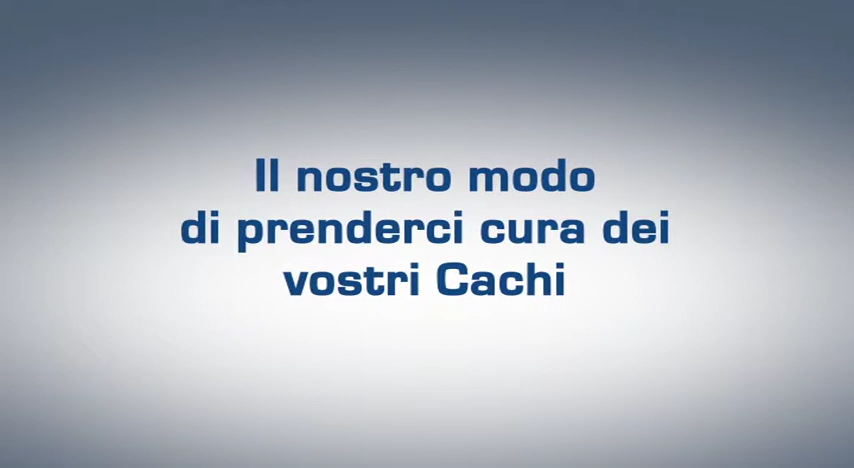 Il nostro modo
di prenderci cura dei
vostri Cachi